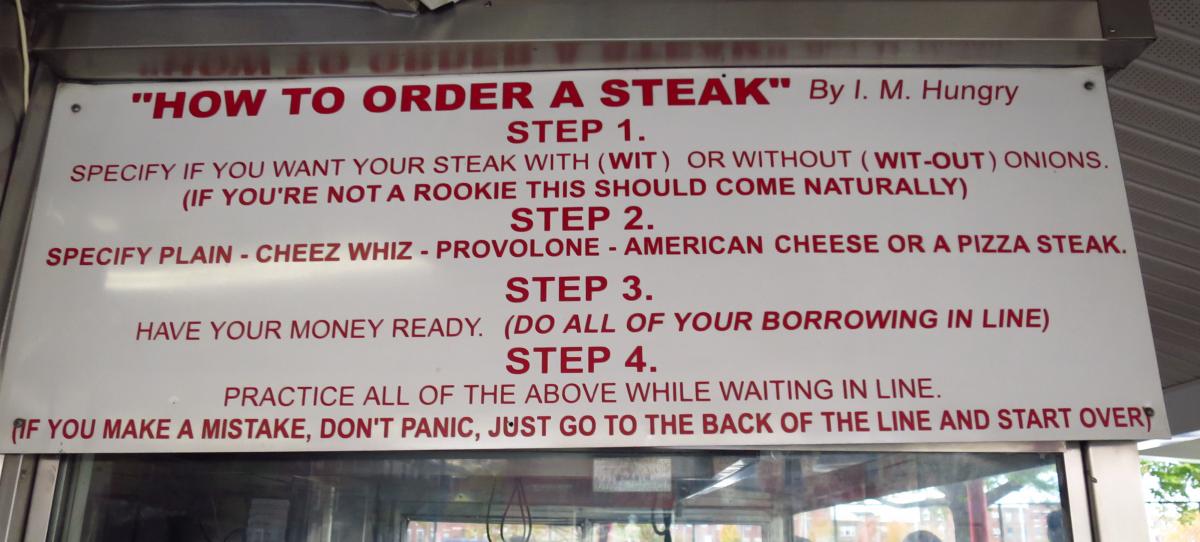 "HOW TO ORDER A STEAK" By I. M. Hungry
STEP 1.
SPECIFY IF YOU WANT YOUR STEAK WITH (WIT) OR WITHOUT (WIT-OUT) ONIONS.
(IF YOU'RE NOT A ROOKIE THIS SHOULD COME NATURALLY)
STEP 2.
SPECIFY PLAIN - CHEEZ WHIZ - PROVOLONE - AMERICAN CHEESE OR A PIZZA STEAK.
STEP 3.
HAVE YOUR MONEY READY. (DO ALL OF YOUR BORROWING IN LINE)
STEP 4.
PRACTICE ALL OF THE ABOVE WHILE WAITING IN LINE.
(IF YOU MAKE A MISTAKE, DON'T PANIC, JUST GO TO THE BACK OF THE LINE AND START OVER)